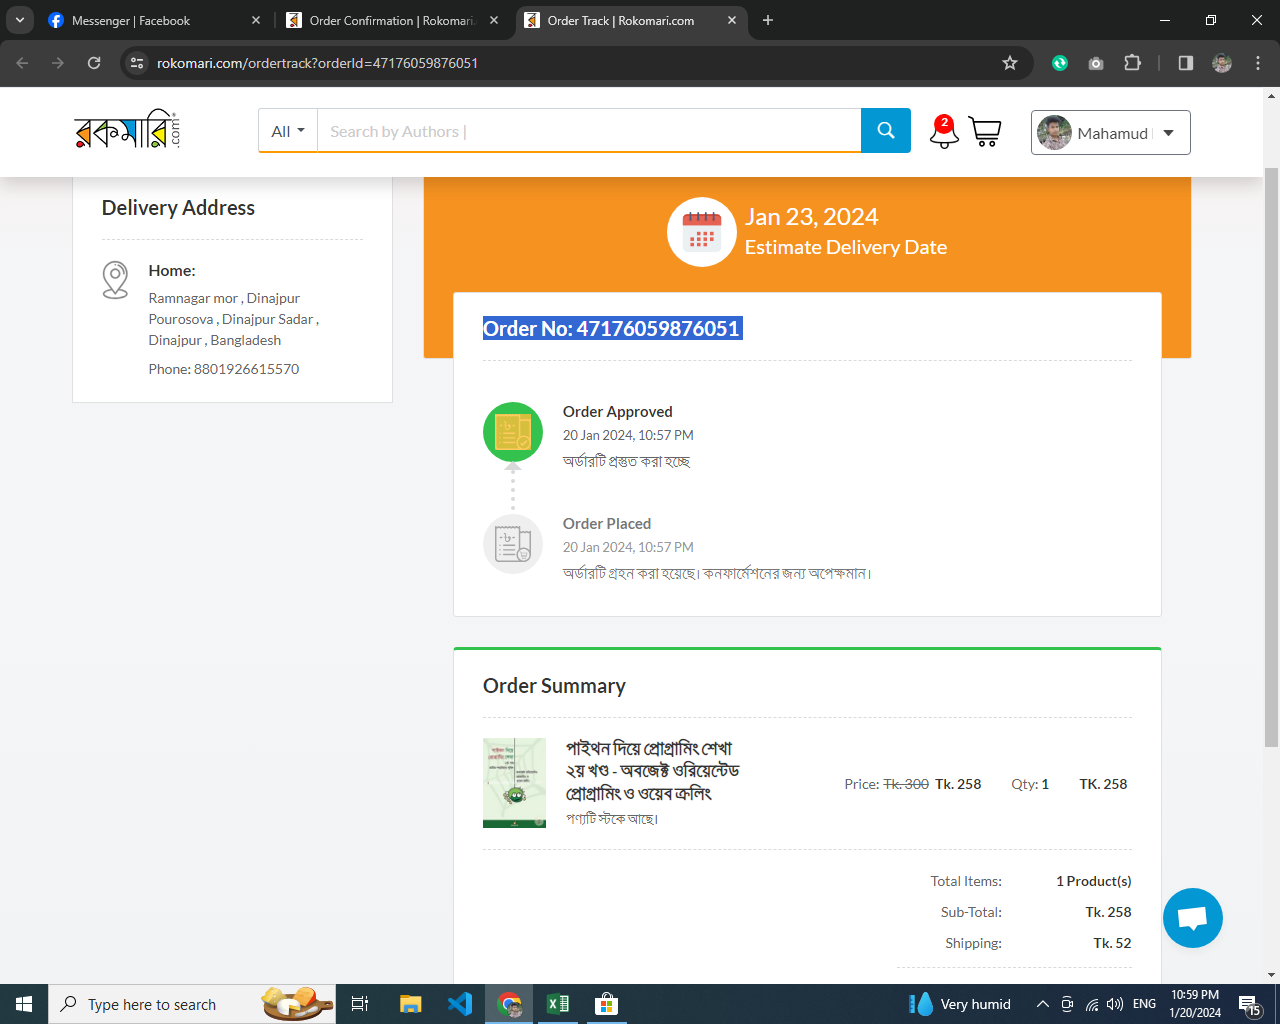 Messenger | Facebook
Order Confirmation | Rokomari.
Order Track | Rokomari.com
rokomari.com/ordertrack?orderId=47176059876051
রকমারি.com
All
Search by Authors |
2
Mahamud
Delivery Address
Home:
Ramnagar mor , Dinajpur
Pourosova , Dinajpur Sadar ,
Dinajpur , Bangladesh
Phone: 8801926615570
Jan 23, 2024
Estimate Delivery Date
Order No: 47176059876051
Order Approved
20 Jan 2024, 10:57 PM
অর্ডারটি প্রস্তুত করা হচ্ছে
Order Placed
20 Jan 2024, 10:57 PM
অর্ডারটি গ্রহন করা হয়েছে। কনফার্মেশনের জন্য অপেক্ষমান।
Order Summary
পাইথন দিয়ে প্রোগ্রামিং শেখা
২য় খণ্ড - অবজেক্ট ওরিয়েন্টেড
প্রোগ্রামিং ও ওয়েব ক্রলিং
পণ্যটি স্টকে আছে।
Price: Tk. 300 Tk. 258 Qty: 1 TK. 258
Total Items: 1 Product(s)
Sub-Total: Tk. 258
Shipping: Tk. 52
Type here to search
Very humid
ENG
10:59 PM
1/20/2024
15